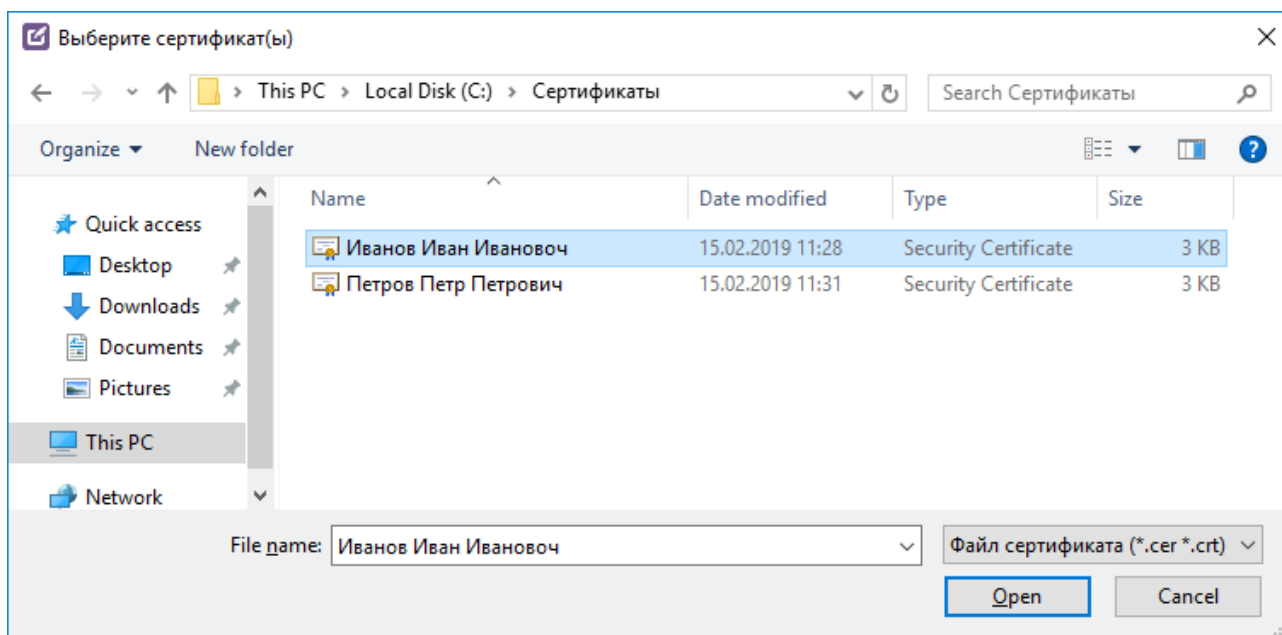 Выберите сертификат(ы)
This PC > Local Disk (C:) > Сертификаты
Search Сертификаты
Organize
New folder
Name Date modified Type Size
Quick access
Desktop
Downloads
Documents
Pictures
This PC
Network
Иванов Иван Ивановоч 15.02.2019 11:28 Security Certificate 3 KB
Петров Петр Петрович 15.02.2019 11:31 Security Certificate 3 KB
File name: Иванов Иван Ивановоч
Файл сертификата (*.cer *.crt)
Open
Cancel